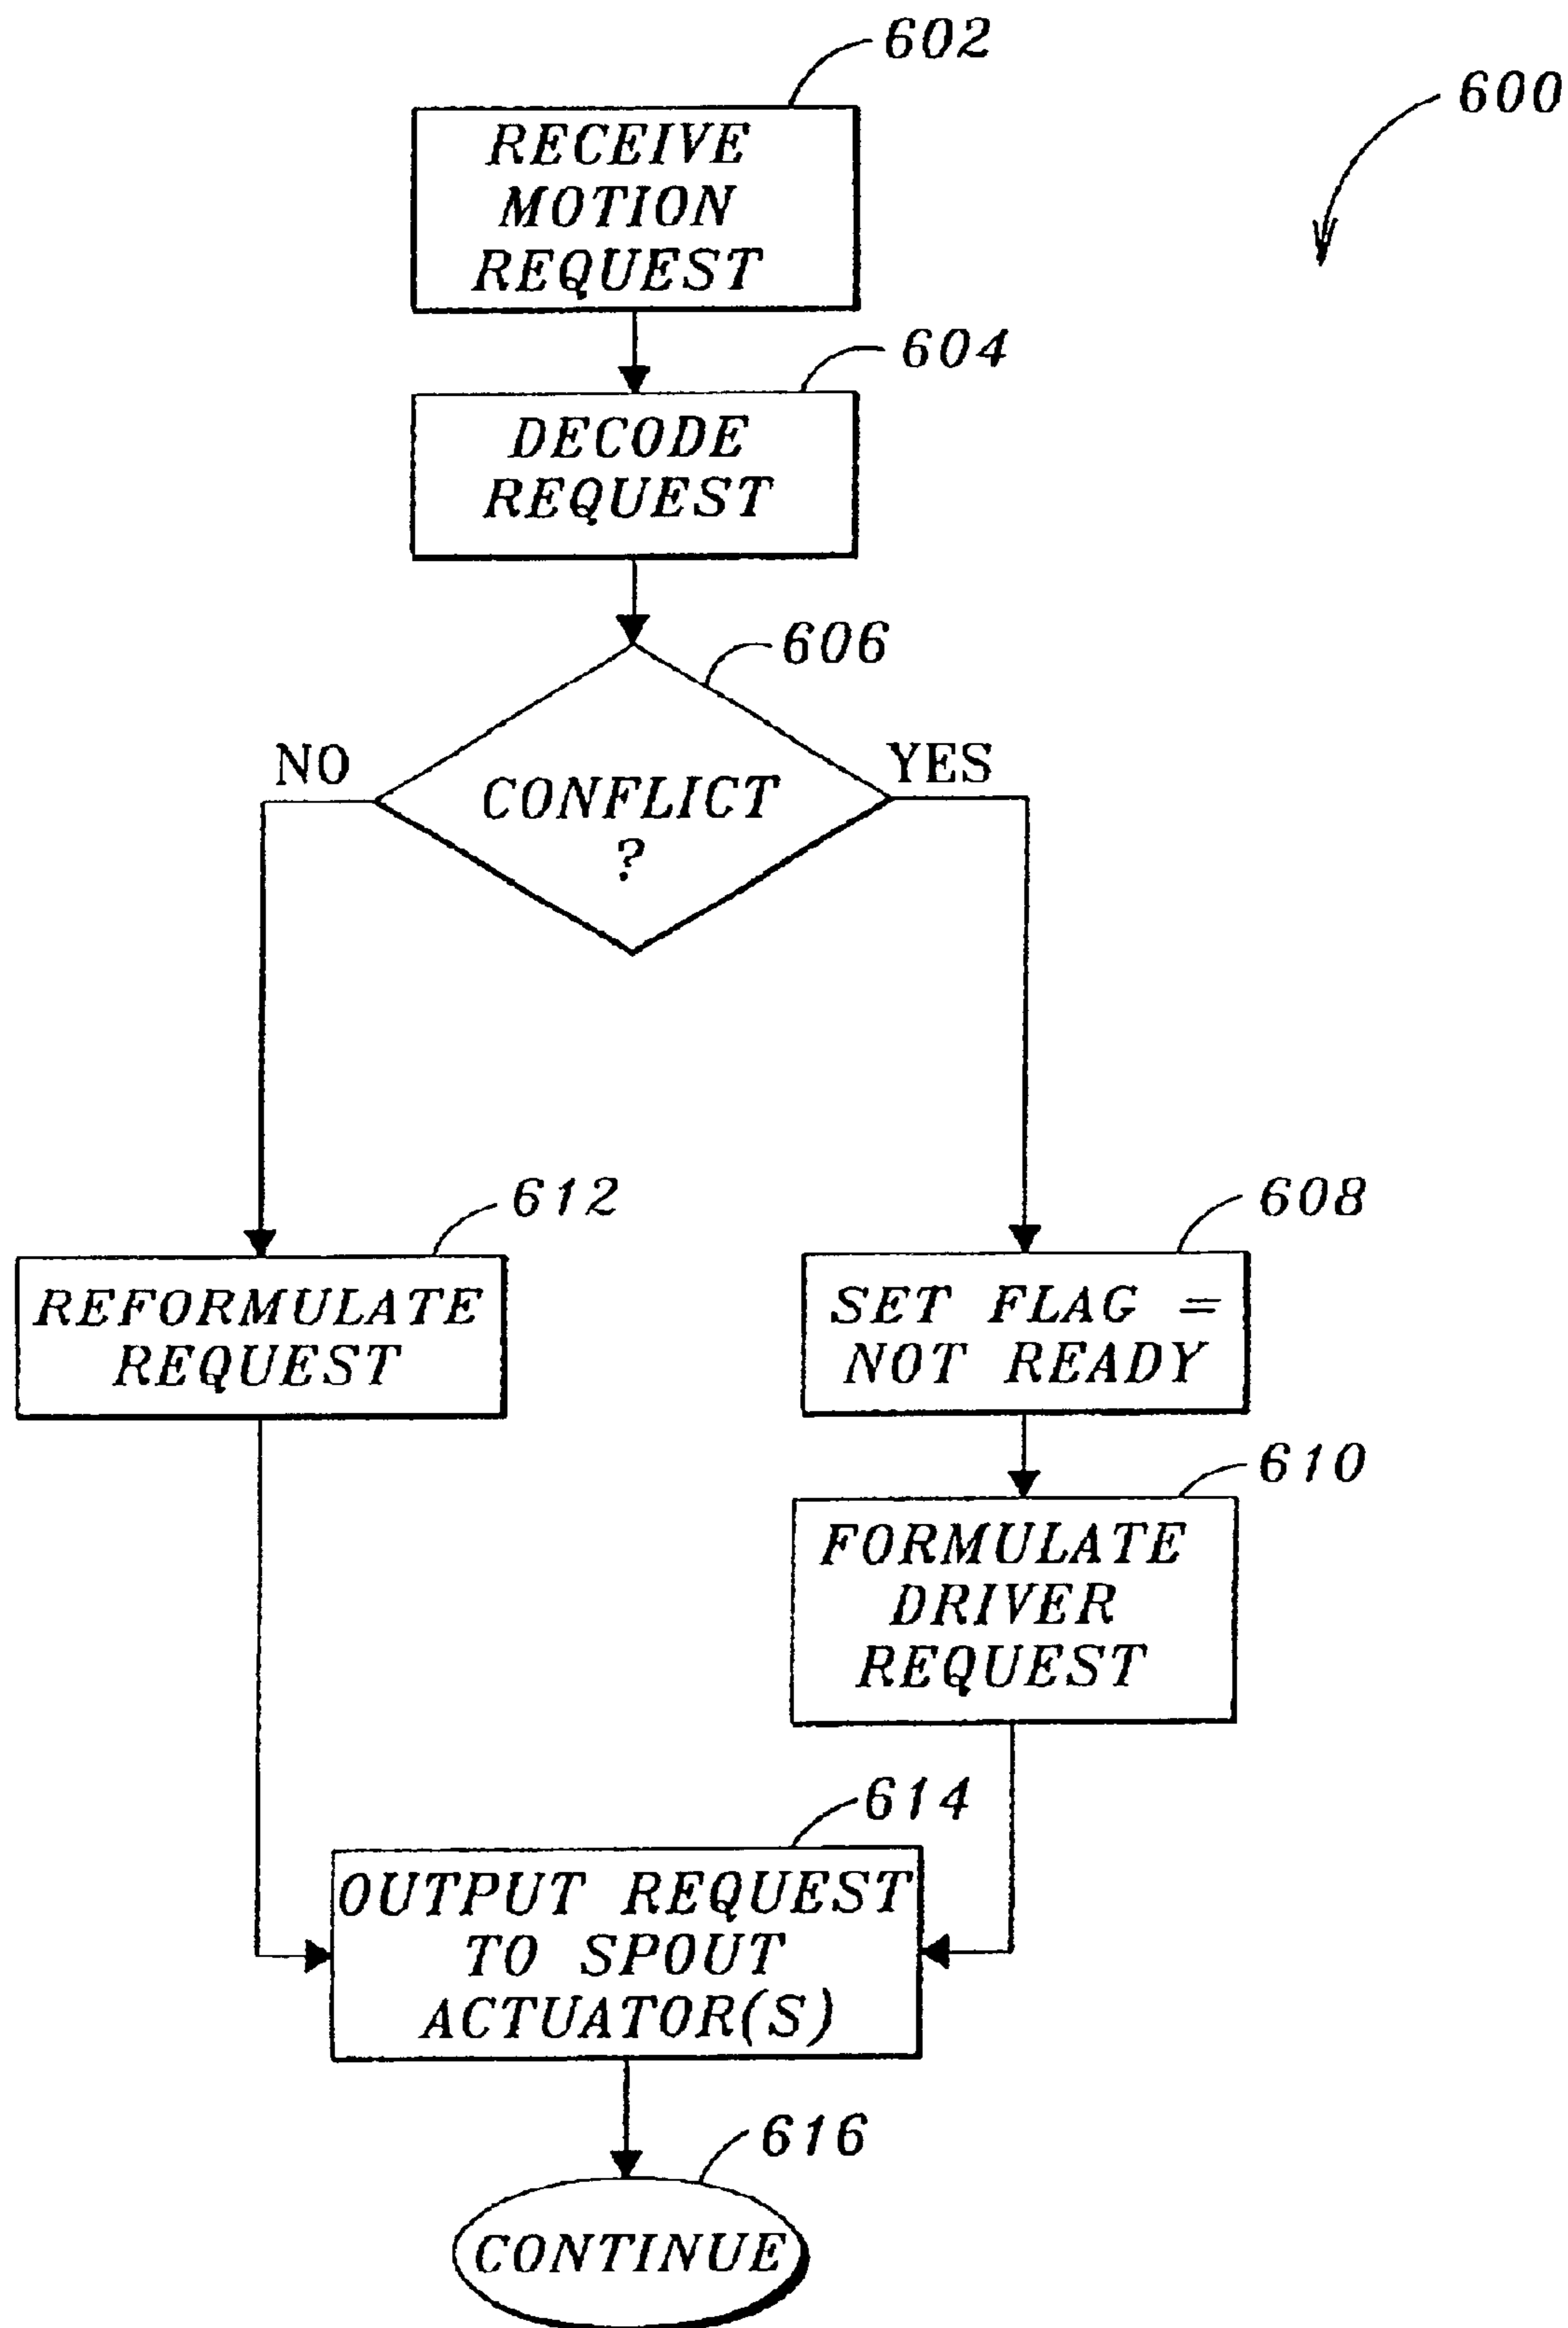 602
600
RECEIVE
MOTION
REQUEST
604
DECODE
REQUEST
606
NO
YES
CONFLICT
?
612
608
REFORMULATE
REQUEST
SET FLAG =
NOT READY
610
FORMULATE
DRIVER
REQUEST
614
OUTPUT REQUEST
TO SPOUT
ACTUATOR(S)
616
CONTINUE